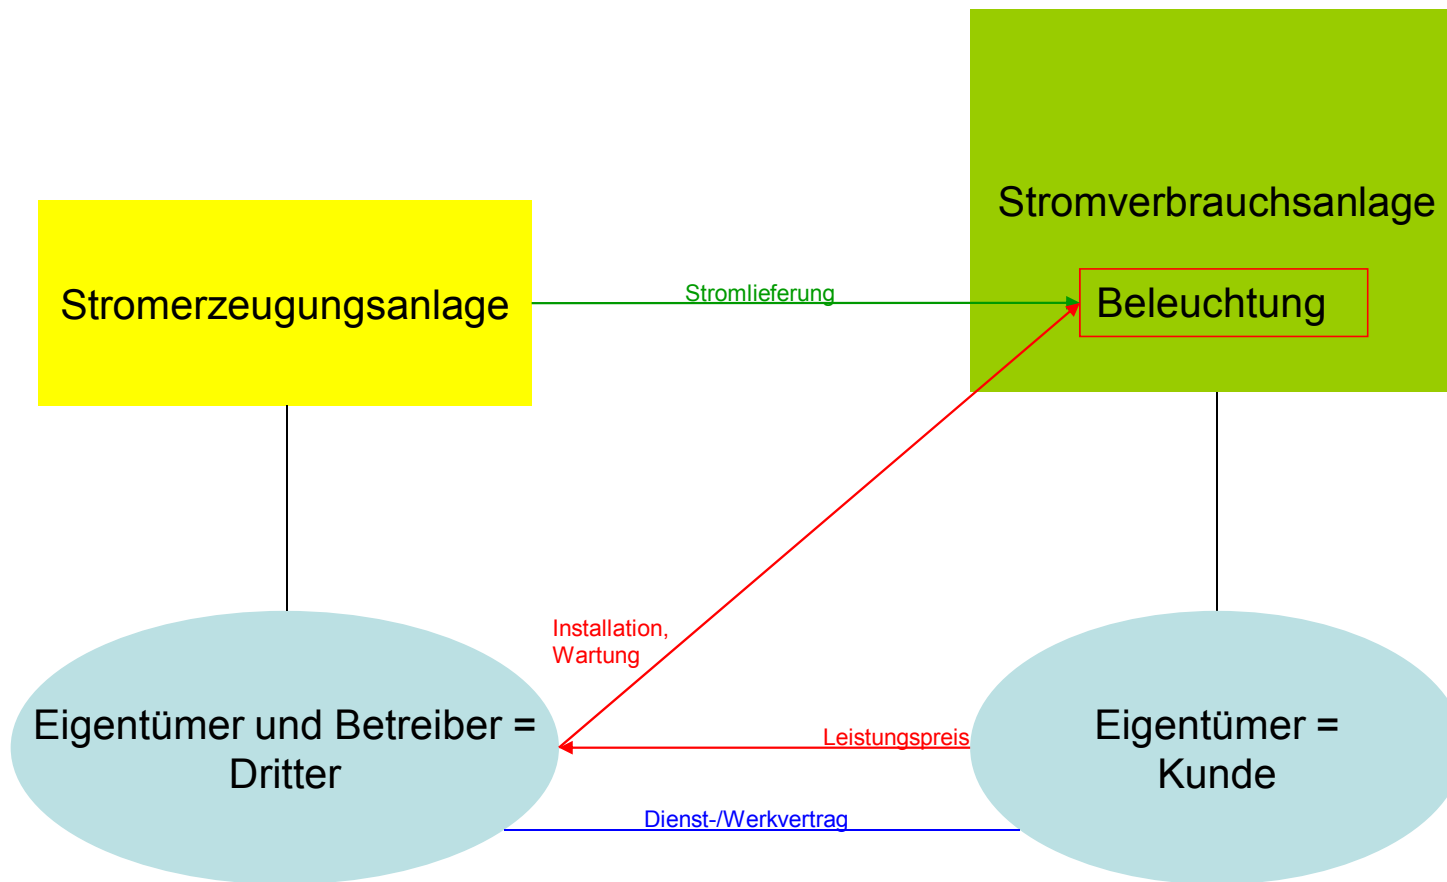 Stromverbrauchsanlage
Stromerzeugungsanlage
Stromlieferung
Beleuchtung
Installation,
Wartung
Eigentümer und Betreiber =
Dritter
Leistungspreis
Eigentümer =
Kunde
Dienst-/Werkvertrag